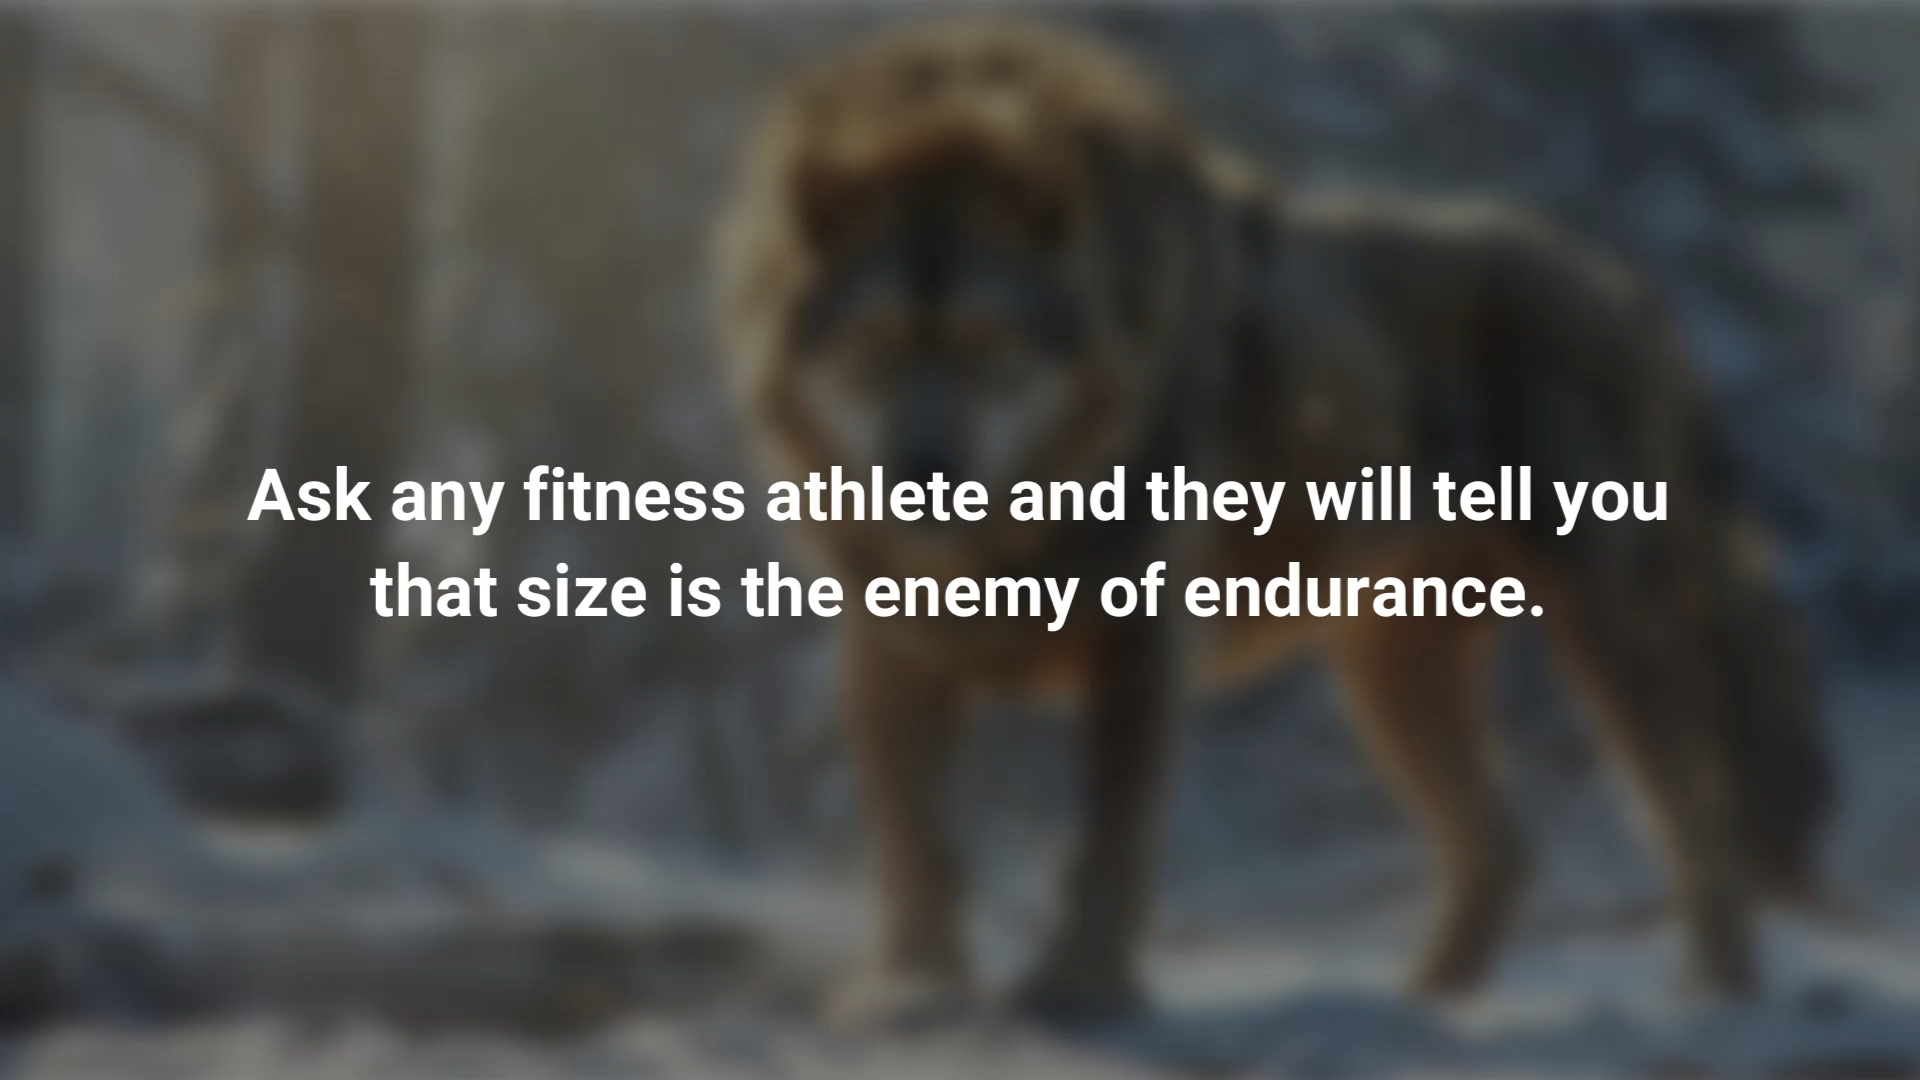 Ask any fitness athlete and they will tell you
that size is the enemy of endurance.